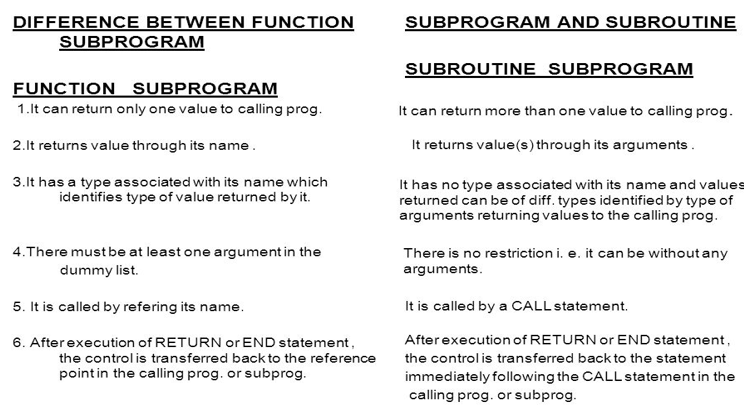 DIFFERENCE BETWEEN FUNCTION
SUBPROGRAM
FUNCTION SUBPROGRAM
1.It can return only one value to calling prog.
2.It returns value through its name .
3.It has a type associated with its name which
identifies type of value returned by it.
4.There must be at least one argument in the
dummy list.
5. It is called by refering its name.
6. After execution of RETURN or END statement ,
the control is transferred back to the reference
point in the calling prog. or subprog.
SUBPROGRAM AND SUBROUTINE
SUBROUTINE SUBPROGRAM
It can return more than one value to calling prog.
It returns value(s) through its arguments .
It has no type associated with its name and values
returned can be of diff. types identified by type of
arguments returning values to the calling prog.
There is no restriction i. e. it can be without any
arguments.
It is called by a CALL statement.
After execution of RETURN or END statement ,
the control is transferred back to the statement
immediately following the CALL statement in the
calling prog. or subprog.